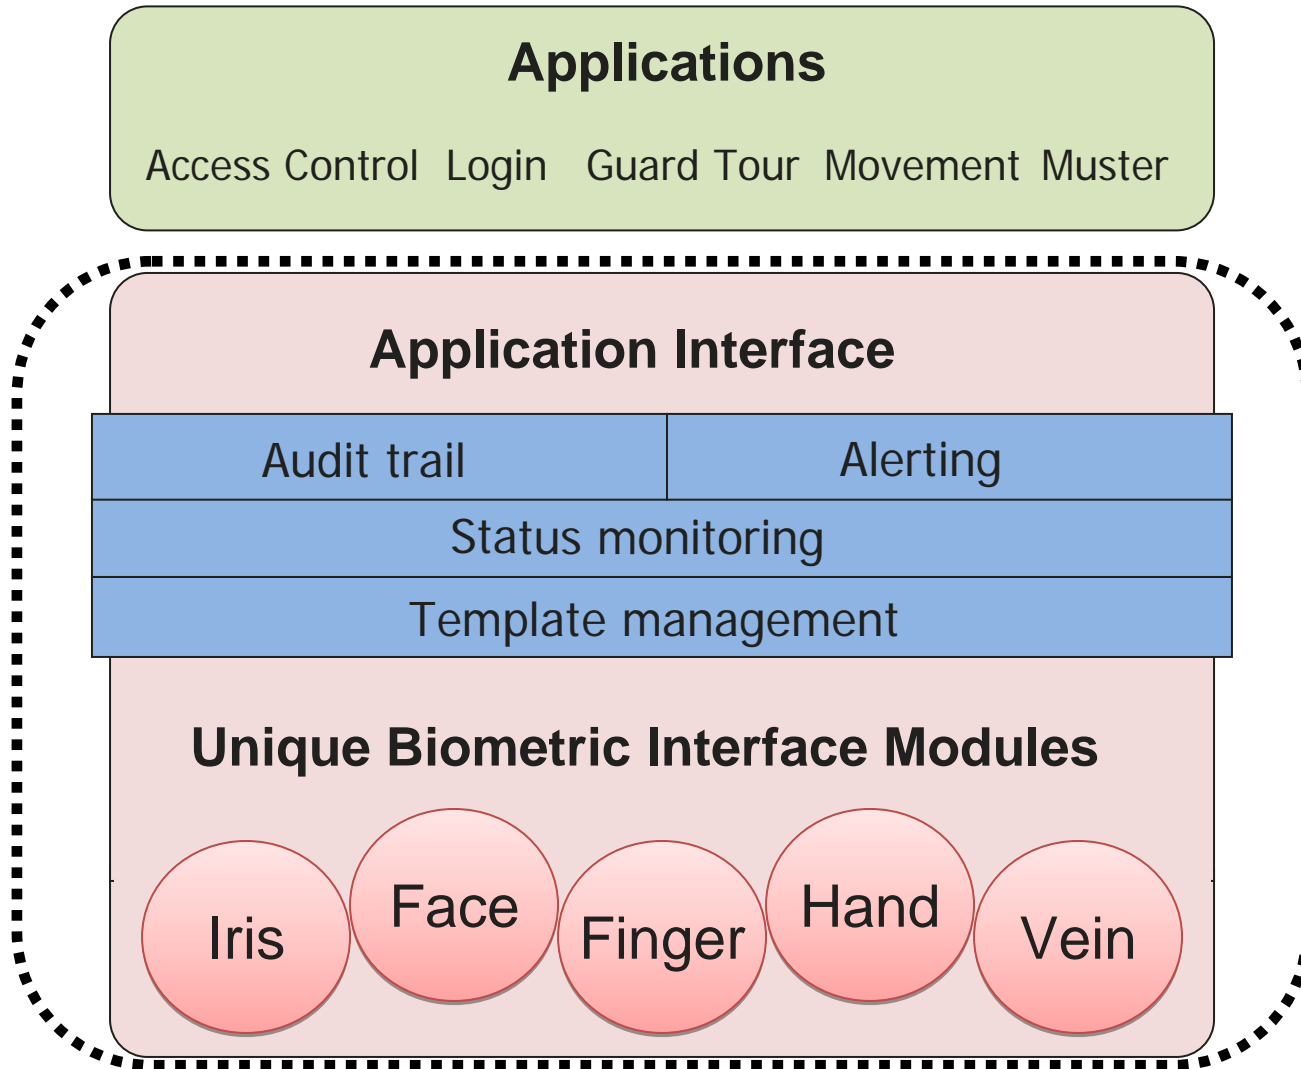 Applications
Access Control Login Guard Tour Movement Muster
Application Interface
Audit trail Alerting
Status monitoring
Template management
Unique Biometric Interface Modules
Iris Face Finger Hand Vein